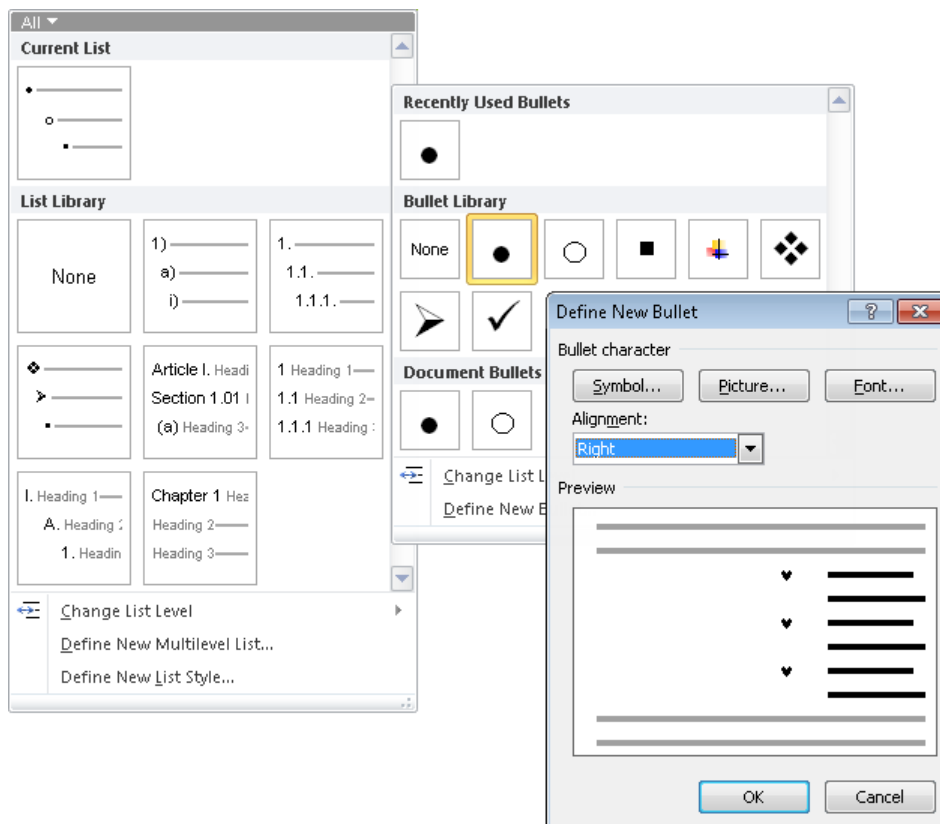 All
Current List
List Library
None
1)
a)
i)
1.
1.1.
1.1.1.
Article I. Headi
Section 1.01
(a) Heading 3
1 Heading 1
1.1 Heading 2
1.1.1 Heading
I. Heading 1
A. Heading
1. Headin
Chapter 1 Hea
Heading 2
Heading 3
Change List Level
Define New Multilevel List...
Define New List Style...
Recently Used Bullets
Bullet Library
None
Document Bullets
Change List L
Define New B
Define New Bullet
?
Bullet character
Symbol... Picture... Font...
Alignment:
Right
Preview
OK Cancel